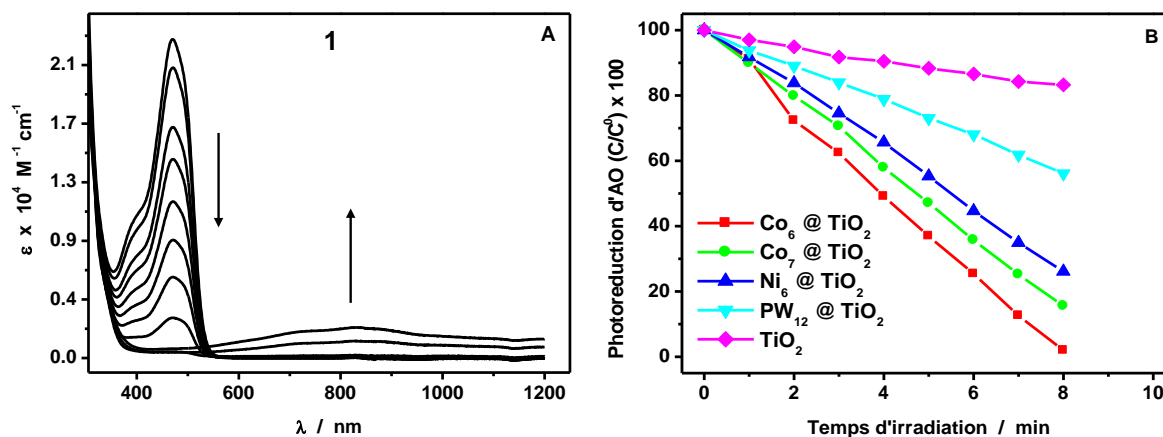 1
A
ε x 10⁴ M⁻¹ cm⁻¹
2.1
1.7
1.3
0.9
0.4
0.0
400 600 800 1000 1200
λ / nm
B
Photoreduction d'AO (C/C⁰) x 100
100
80
60
40
20
0
Co₆ @ TiO₂
Co₇ @ TiO₂
Ni₆ @ TiO₂
PW₁₂ @ TiO₂
TiO₂
0 2 4 6 8 10
Temps d'irradiation / min